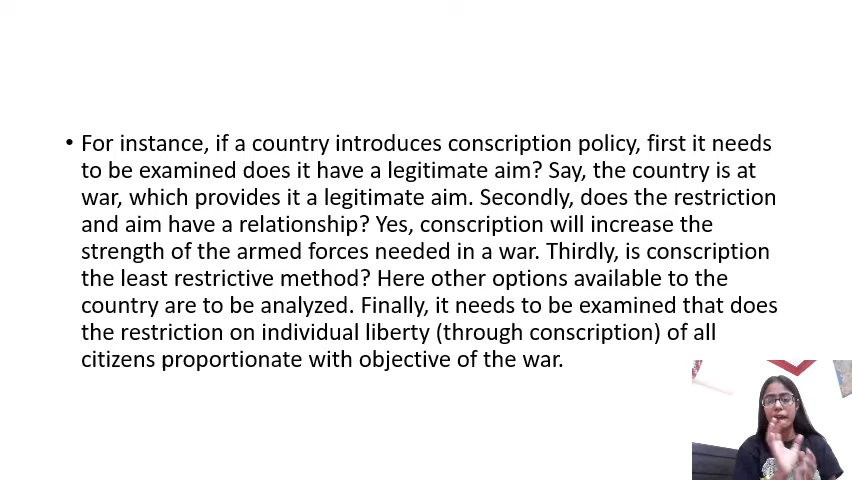 • For instance, if a country introduces conscription policy, first it needs
to be examined does it have a legitimate aim? Say, the country is at
war, which provides it a legitimate aim. Secondly, does the restriction
and aim have a relationship? Yes, conscription will increase the
strength of the armed forces needed in a war. Thirdly, is conscription
the least restrictive method? Here other options available to the
country are to be analyzed. Finally, it needs to be examined that does
the restriction on individual liberty (through conscription) of all
citizens proportionate with objective of the war.